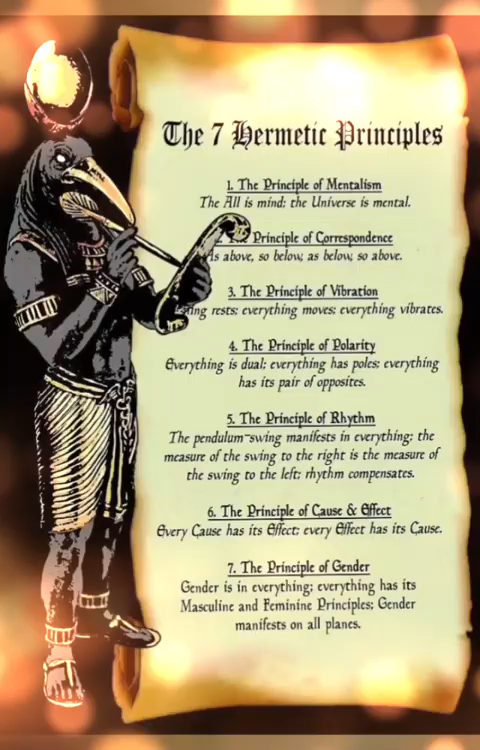 The 7 Hermetic Principles
1. The Principle of Mentalism
The All is mind; the Universe is mental.
Principle of Correspondence
as above, so below; as below, so above.
3. The Principle of Vibration
rests; everything moves; everything vibrates.
4. The Principle of Polarity
Everything is dual; everything has poles; everything
has its pair of opposites.
5. The Principle of Rhythm
The pendulum-swing manifests in everything; the
measure of the swing to the right is the measure of
the swing to the left; rhythm compensates.
6. The Principle of Cause & Effect
Every Cause has its Effect; every Effect has its Cause.
7. The Principle of Gender
Gender is in everything; everything has its
Masculine and Feminine Principles; Gender
manifests on all planes.